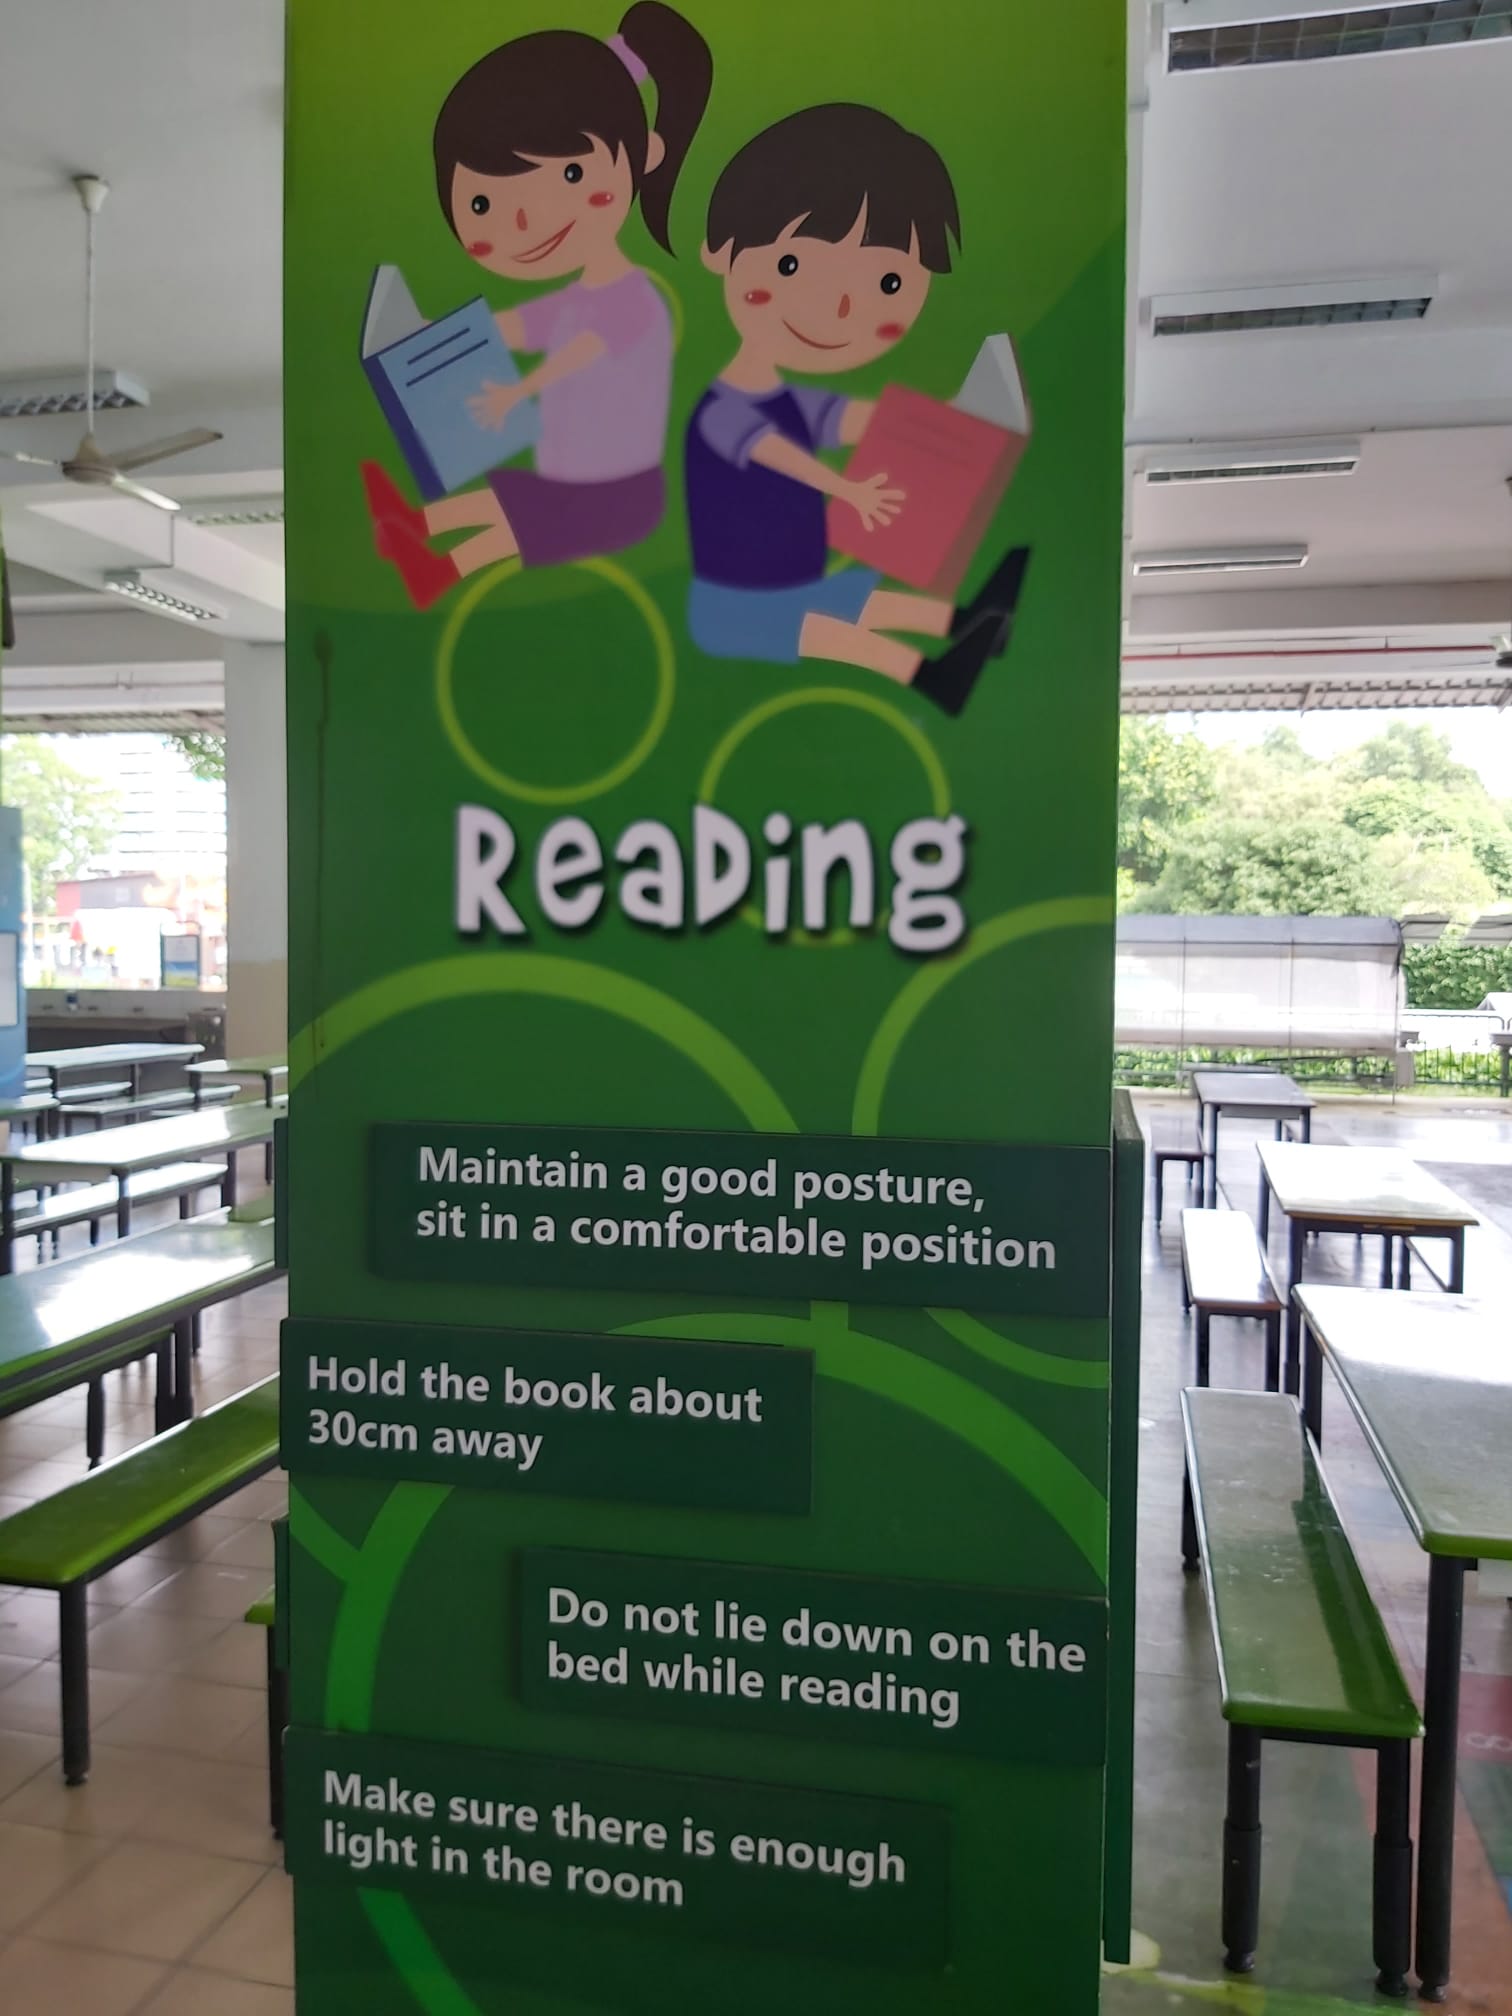 Reading
Maintain a good posture,
sit in a comfortable position
Hold the book about
30cm away
Do not lie down on the
bed while reading
Make sure there is enough
light in the room